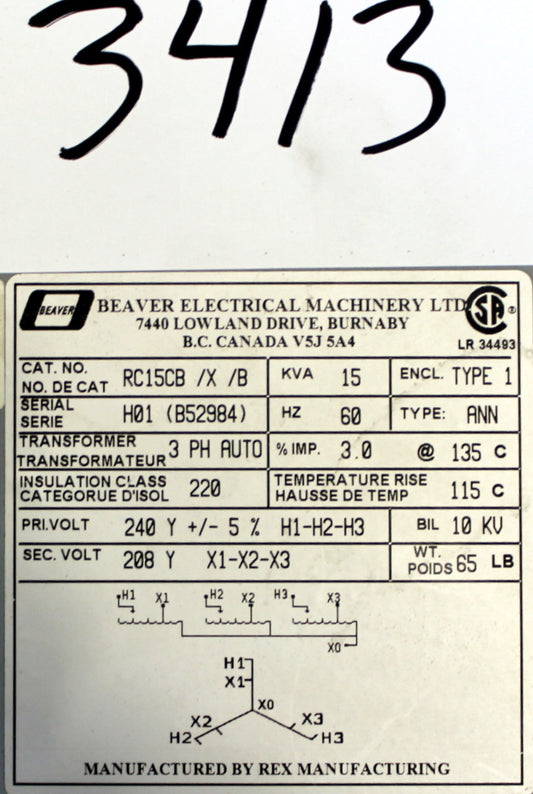 3413
BEAVER
BEAVER ELECTRICAL MACHINERY LTD
7440 LOWLAND DRIVE, BURNABY
B.C. CANADA V5J 5A4
SA ®
LR 34493
CAT. NO.
NO. DE CAT
RC15CB /X /B
KVA 15
ENCL. TYPE 1
SERIAL
SERIE
H01 (B52984)
HZ 60
TYPE: ANN
TRANSFORMER
TRANSFORMATEUR
3 PH AUTO
% IMP. 3.0
@ 135 C
INSULATION CLASS
CATEGORUE D'ISOL
220
TEMPERATURE RISE
HAUSSE DE TEMP
115 C
PRI.VOLT 240 Y +/- 5 % H1-H2-H3
BIL 10 KV
SEC. VOLT 208 Y X1-X2-X3
WT.
POIDS 65 LB
H1 X1 H2 X2 H3 X3
X0
H1
X1
X0
X2 X3
H2 H3
MANUFACTURED BY REX MANUFACTURING